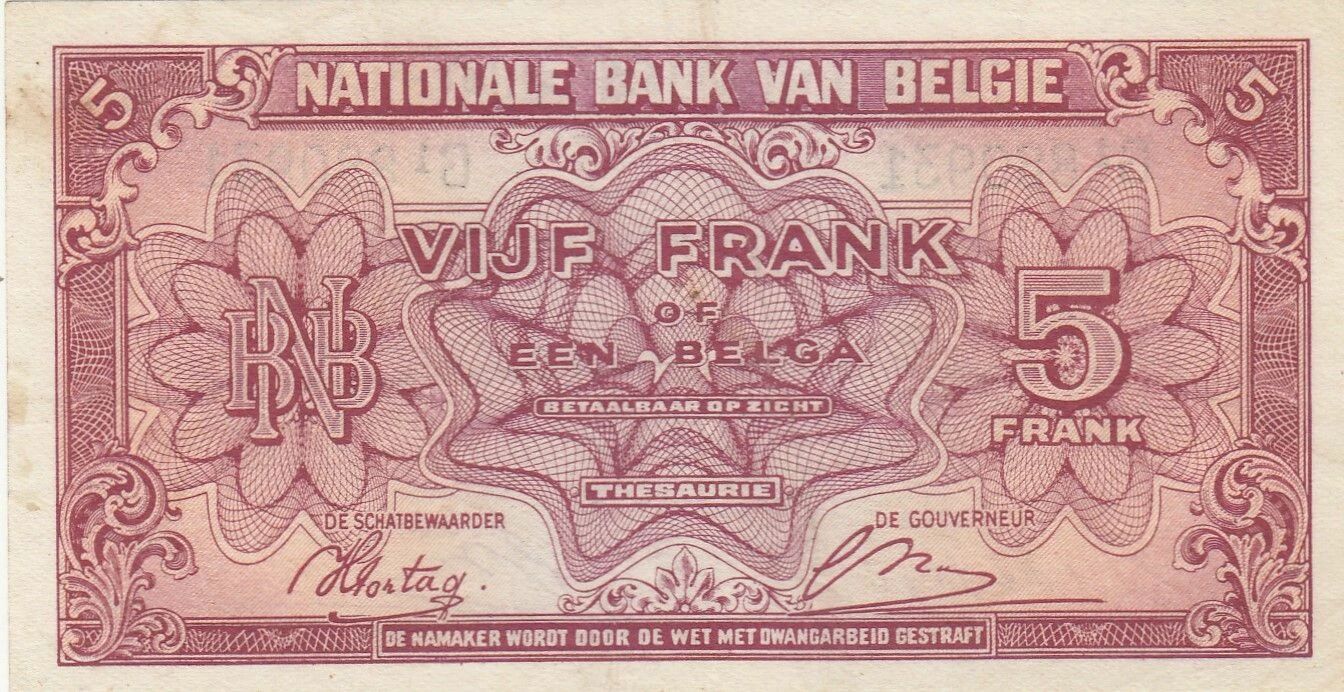 5 NATIONALE BANK VAN BELGIE 5
VIJF FRANK
OF
EEN BELGA
BETAALBAAR OP ZICHT
THESAURIE
BNB
5
FRANK
DE SCHATBEWAARDER
DE GOUVERNEUR
DE NAMAKER WORDT DOOR DE WET MET DWANGARBEID GESTRAFT